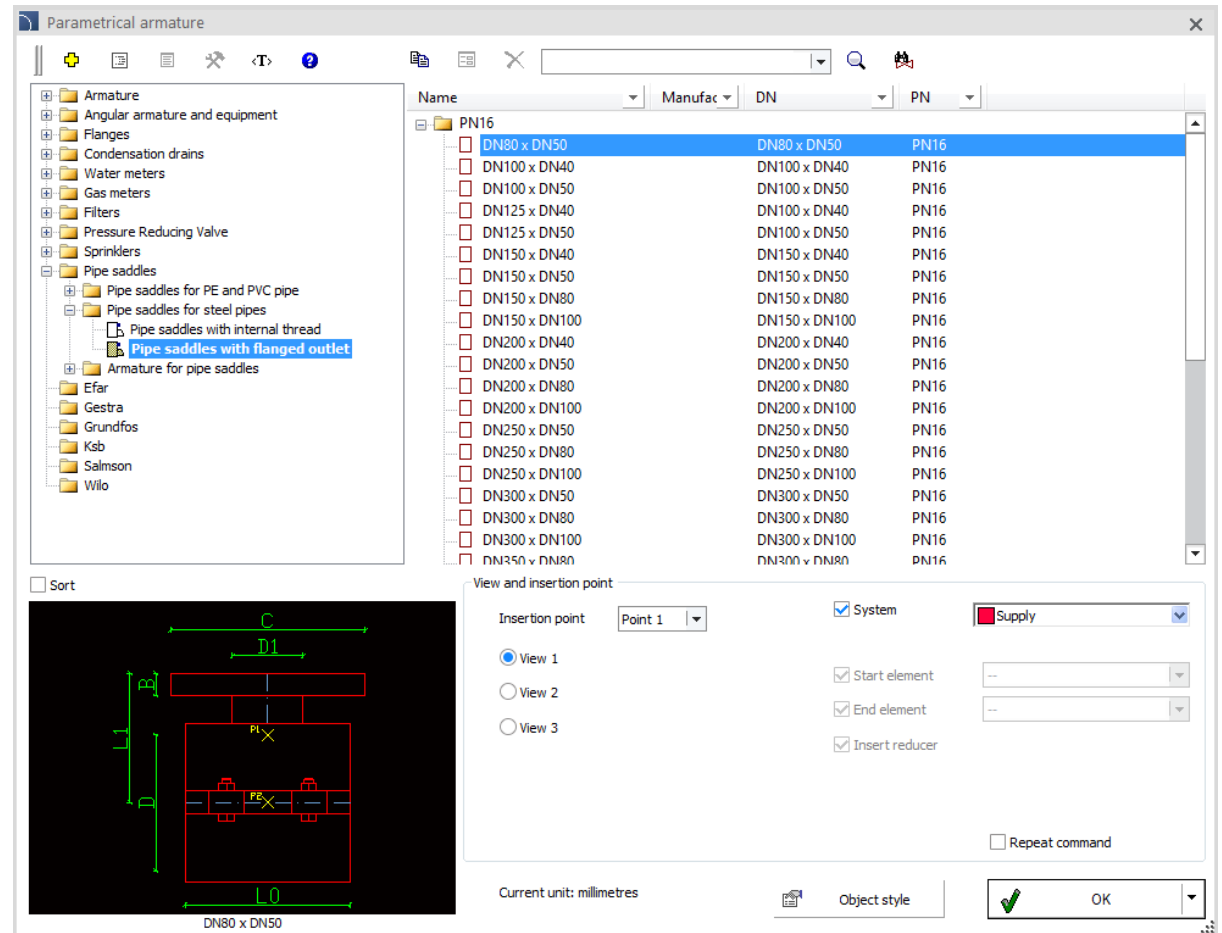 Parametrical armature
<T>
Armature
Angular armature and equipment
Flanges
Condensation drains
Water meters
Gas meters
Filters
Pressure Reducing Valve
Sprinklers
Pipe saddles
Pipe saddles for PE and PVC pipe
Pipe saddles for steel pipes
Pipe saddles with internal thread
Pipe saddles with flanged outlet
Armature for pipe saddles
Efar
Gestra
Grundfos
Ksb
Salmson
Wilo
Name Manufac DN PN
PN16
DN80 x DN50 DN80 x DN50 PN16
DN100 x DN40 DN100 x DN40 PN16
DN100 x DN50 DN100 x DN50 PN16
DN125 x DN40 DN100 x DN40 PN16
DN125 x DN50 DN100 x DN50 PN16
DN150 x DN40 DN150 x DN40 PN16
DN150 x DN50 DN150 x DN50 PN16
DN150 x DN80 DN150 x DN80 PN16
DN150 x DN100 DN150 x DN100 PN16
DN200 x DN40 DN200 x DN40 PN16
DN200 x DN50 DN200 x DN50 PN16
DN200 x DN80 DN200 x DN80 PN16
DN200 x DN100 DN200 x DN100 PN16
DN250 x DN50 DN250 x DN50 PN16
DN250 x DN80 DN250 x DN80 PN16
DN250 x DN100 DN250 x DN100 PN16
DN300 x DN50 DN300 x DN50 PN16
DN300 x DN80 DN300 x DN80 PN16
DN300 x DN100 DN300 x DN100 PN16
DN350 x DN80 DN300 x DN80 PN16
Sort
C
D1
B
L1
P1
D
P2
L0
DN80 x DN50
View and insertion point
Insertion point Point 1
View 1
View 2
View 3
System Supply
Start element --
End element --
Insert reducer
Repeat command
Current unit: millimetres
Object style
OK